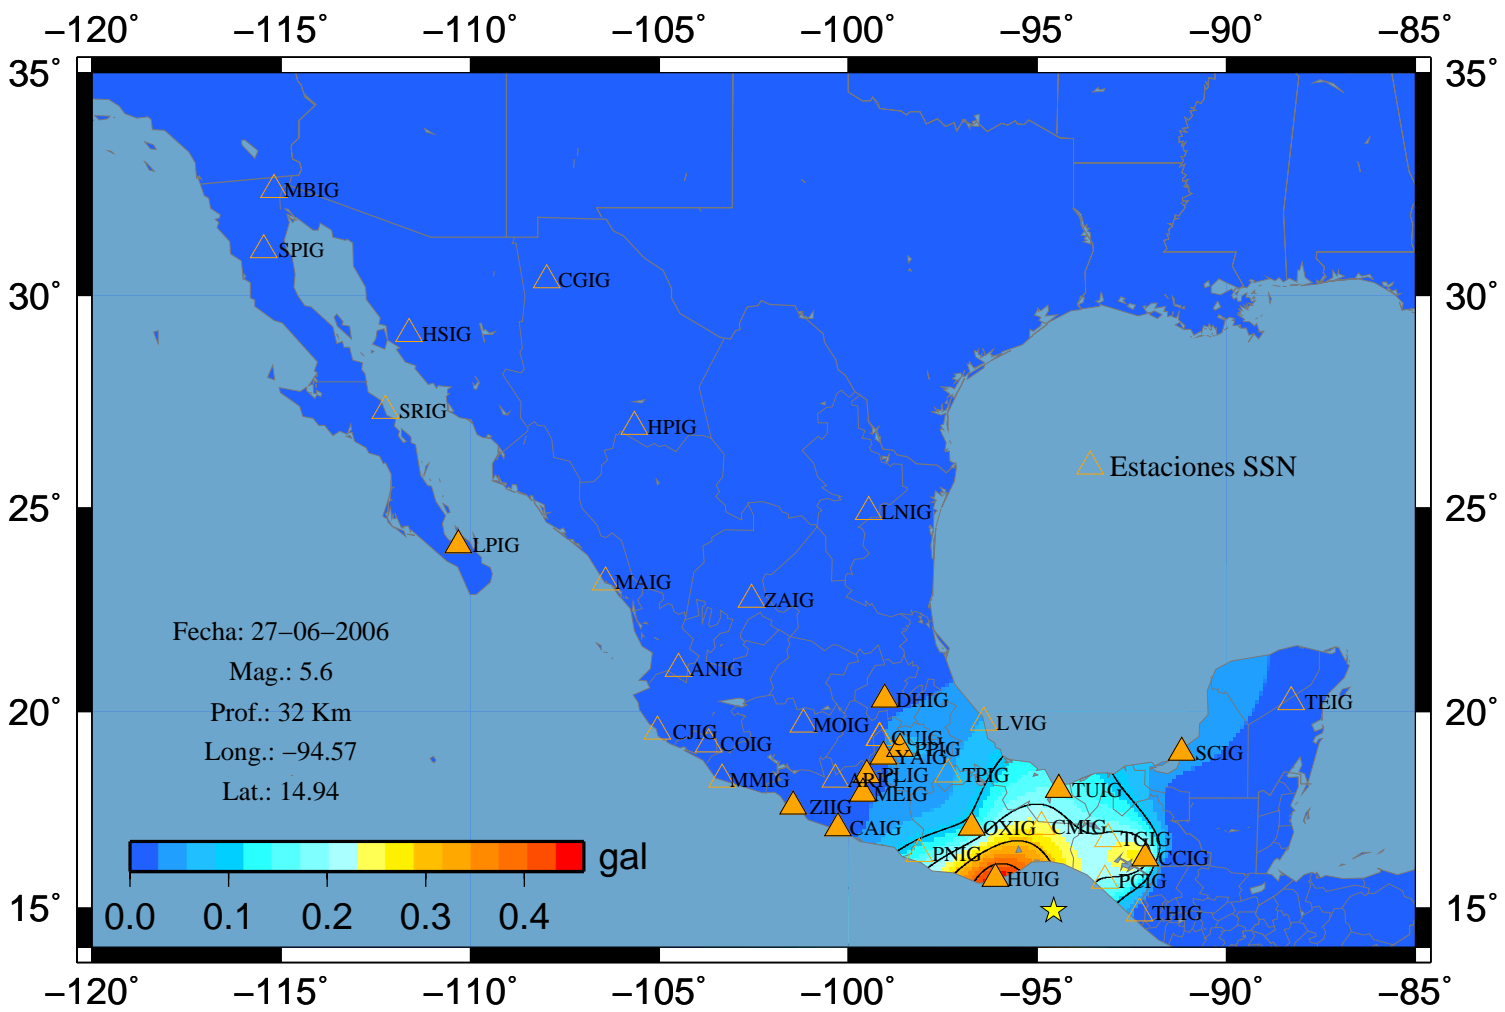 −120° −115° −110° −105° −100° −95° −90° −85°
35° 35°
MBIG
SPIG
CGIG
30° 30°
HSIG
SRIG
HPIG
Estaciones SSN
25° 25°
LNIG
LPIG
MAIG
ZAIG
Fecha: 27−06−2006
Mag.: 5.6
Prof.: 32 Km
Long.: −94.57
Lat.: 14.94
ANIG
DHIG
TEIG
20° 20°
MOIG
LVIG
CJIG
COIG
CUIG
PPIG
YAIG
SCIG
MMIG
ARIG
PLIG
TPIG
MEIG
TUIG
ZIIG
CAIG
OXIG
CMIG
TGIG
PNIG
CCIG
HUIG
PCIG
THIG
gal
0.0 0.1 0.2 0.3 0.4
15° 15°
−120° −115° −110° −105° −100° −95° −90° −85°